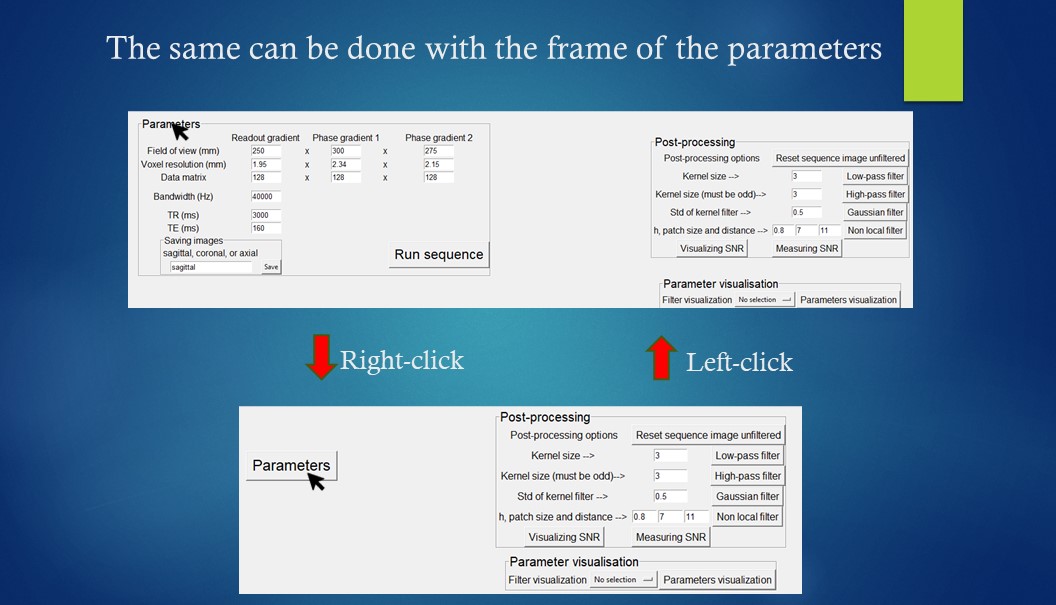 The same can be done with the frame of the parameters
Parameters
Readout gradient Phase gradient 1 Phase gradient 2
Field of view (mm) 250 x 300 x 275
Voxel resolution (mm) 1.95 x 2.34 x 2.15
Data matrix 128 x 128 x 128
Bandwidth (Hz) 40000
TR (ms) 3000
TE (ms) 160
Saving images
sagittal, coronal, or axial
sagittal Save
Run sequence
Post-processing
Post-processing options Reset sequence image unfiltered
Kernel size --> 3 Low-pass filter
Kernel size (must be odd)--> 3 High-pass filter
Std of kernel filter --> 0.5 Gaussian filter
h, patch size and distance --> 0.8 7 11 Non local filter
Visualizing SNR Measuring SNR
Parameter visualisation
Filter visualization No selection Parameters visualization
Right-click
Left-click
Parameters
Post-processing
Post-processing options Reset sequence image unfiltered
Kernel size --> 3 Low-pass filter
Kernel size (must be odd)--> 3 High-pass filter
Std of kernel filter --> 0.5 Gaussian filter
h, patch size and distance --> 0.8 7 11 Non local filter
Visualizing SNR Measuring SNR
Parameter visualisation
Filter visualization No selection Parameters visualization